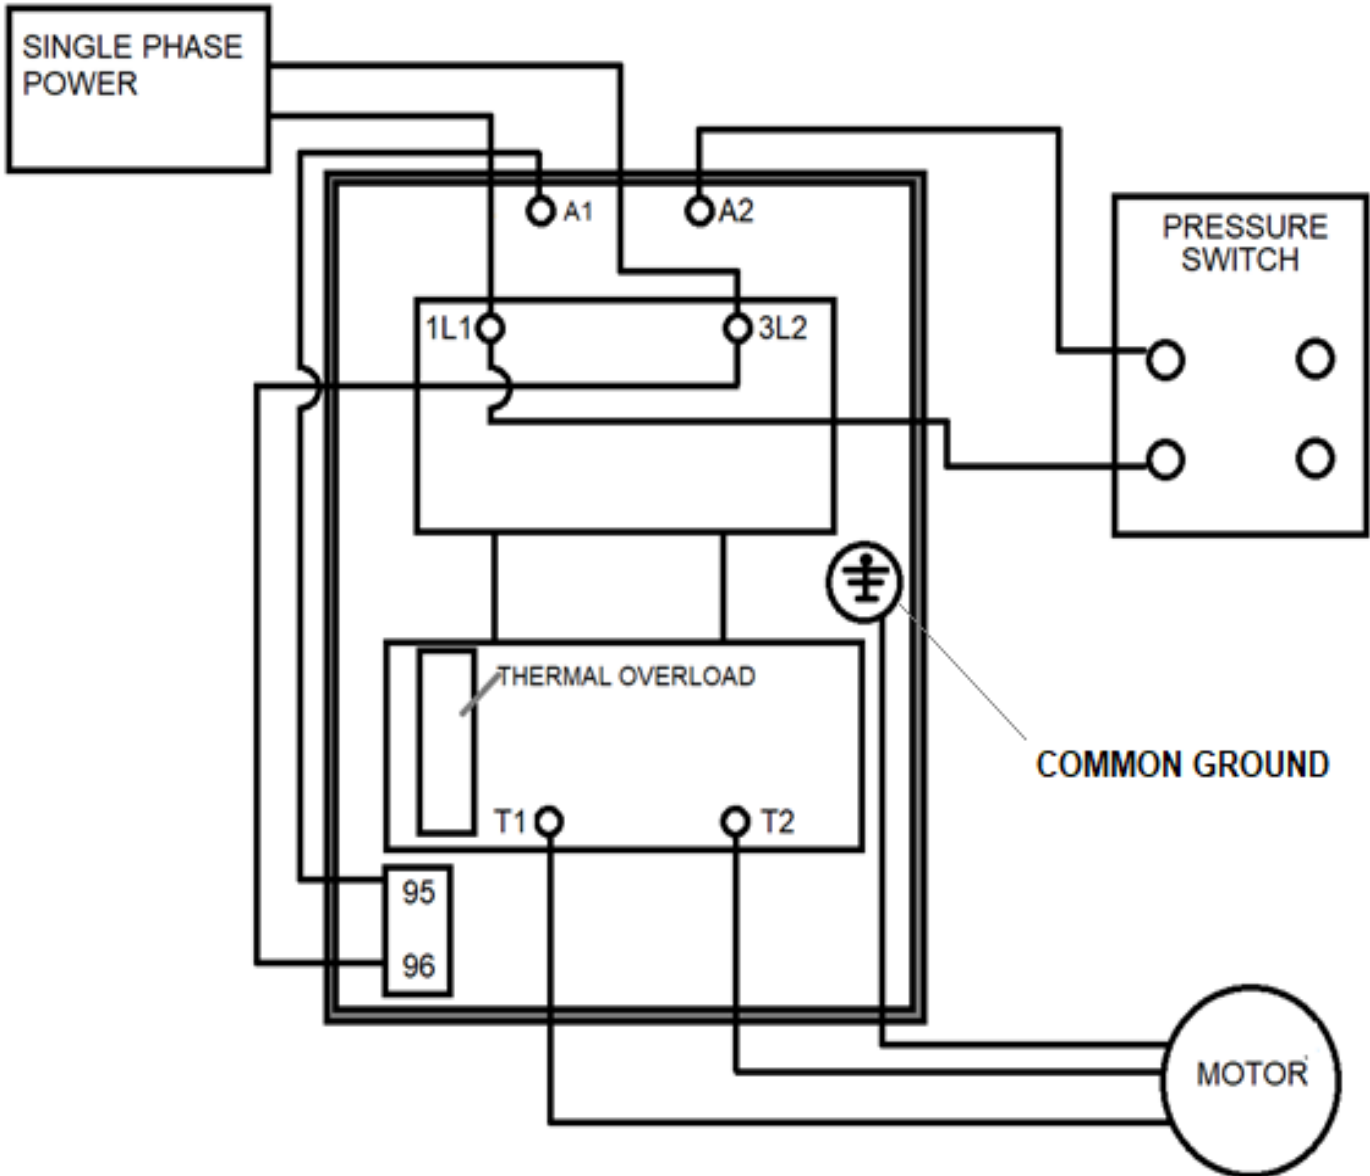 SINGLE PHASE
POWER
A1
A2
PRESSURE
SWITCH
1L1
3L2
THERMAL OVERLOAD
COMMON GROUND
T1
T2
95
96
MOTOR